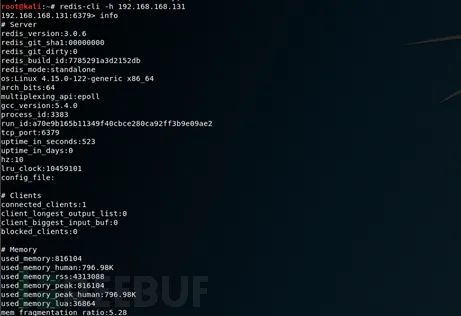 root@kali:~# redis-cli -h 192.168.168.131
192.168.168.131:6379> info
# Server
redis_version:3.0.6
redis_git_sha1:00000000
redis_git_dirty:0
redis_build_id:7785291a3d2152db
redis_mode:standalone
os:Linux 4.15.0-122-generic x86_64
arch_bits:64
multiplexing_api:epoll
gcc_version:5.4.0
process_id:3383
run_id:a70e9b165b11349f40cbce280ca92ff3b9e09ae2
tcp_port:6379
uptime_in_seconds:523
uptime_in_days:0
hz:10
lru_clock:10459101
config_file:
# Clients
connected_clients:1
client_longest_output_list:0
client_biggest_input_buf:0
blocked_clients:0
# Memory
used_memory:816104
used_memory_human:796.98K
used_memory_rss:4313088
used_memory_peak:816104
used_memory_peak_human:796.98K
used_memory_lua:36864
mem_fragmentation_ratio:5.28